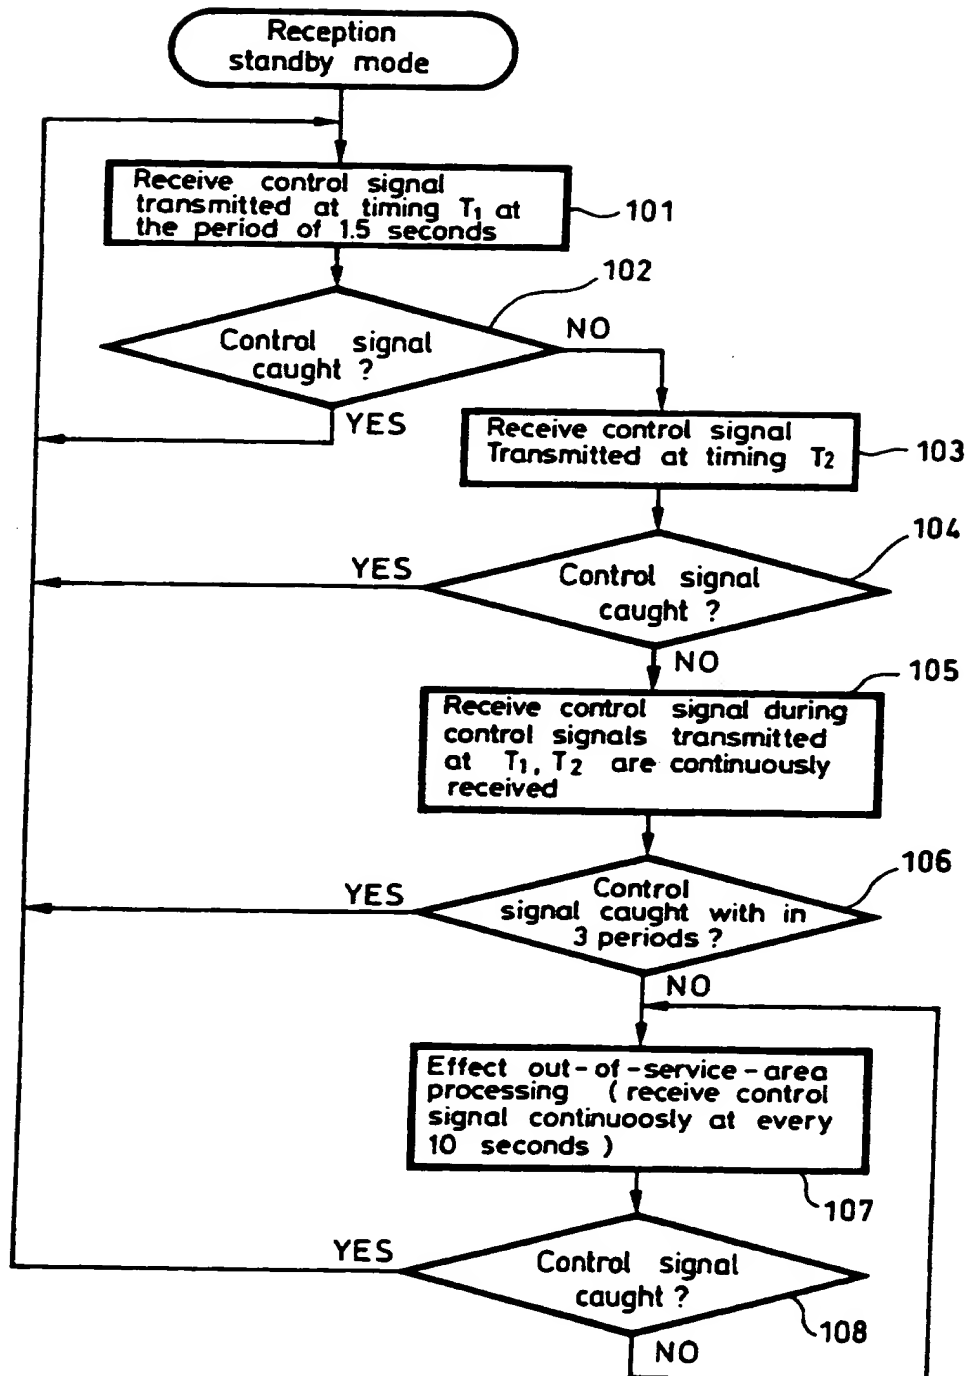 Reception
standby mode
Receive control signal
transmitted at timing T1 at
the period of 1.5 seconds
101
102
Control signal
caught ?
NO
YES
Receive control signal
Transmitted at timing T2
103
104
YES
Control signal
caught ?
NO
105
Receive control signal during
control signals transmitted
at T1, T2 are continuously
received
106
YES
Control
signal caught with in
3 periods ?
NO
Effect out-of-service-area
processing (receive control
signal continuoosly at every
10 seconds )
107
YES
Control signal
caught ?
108
NO